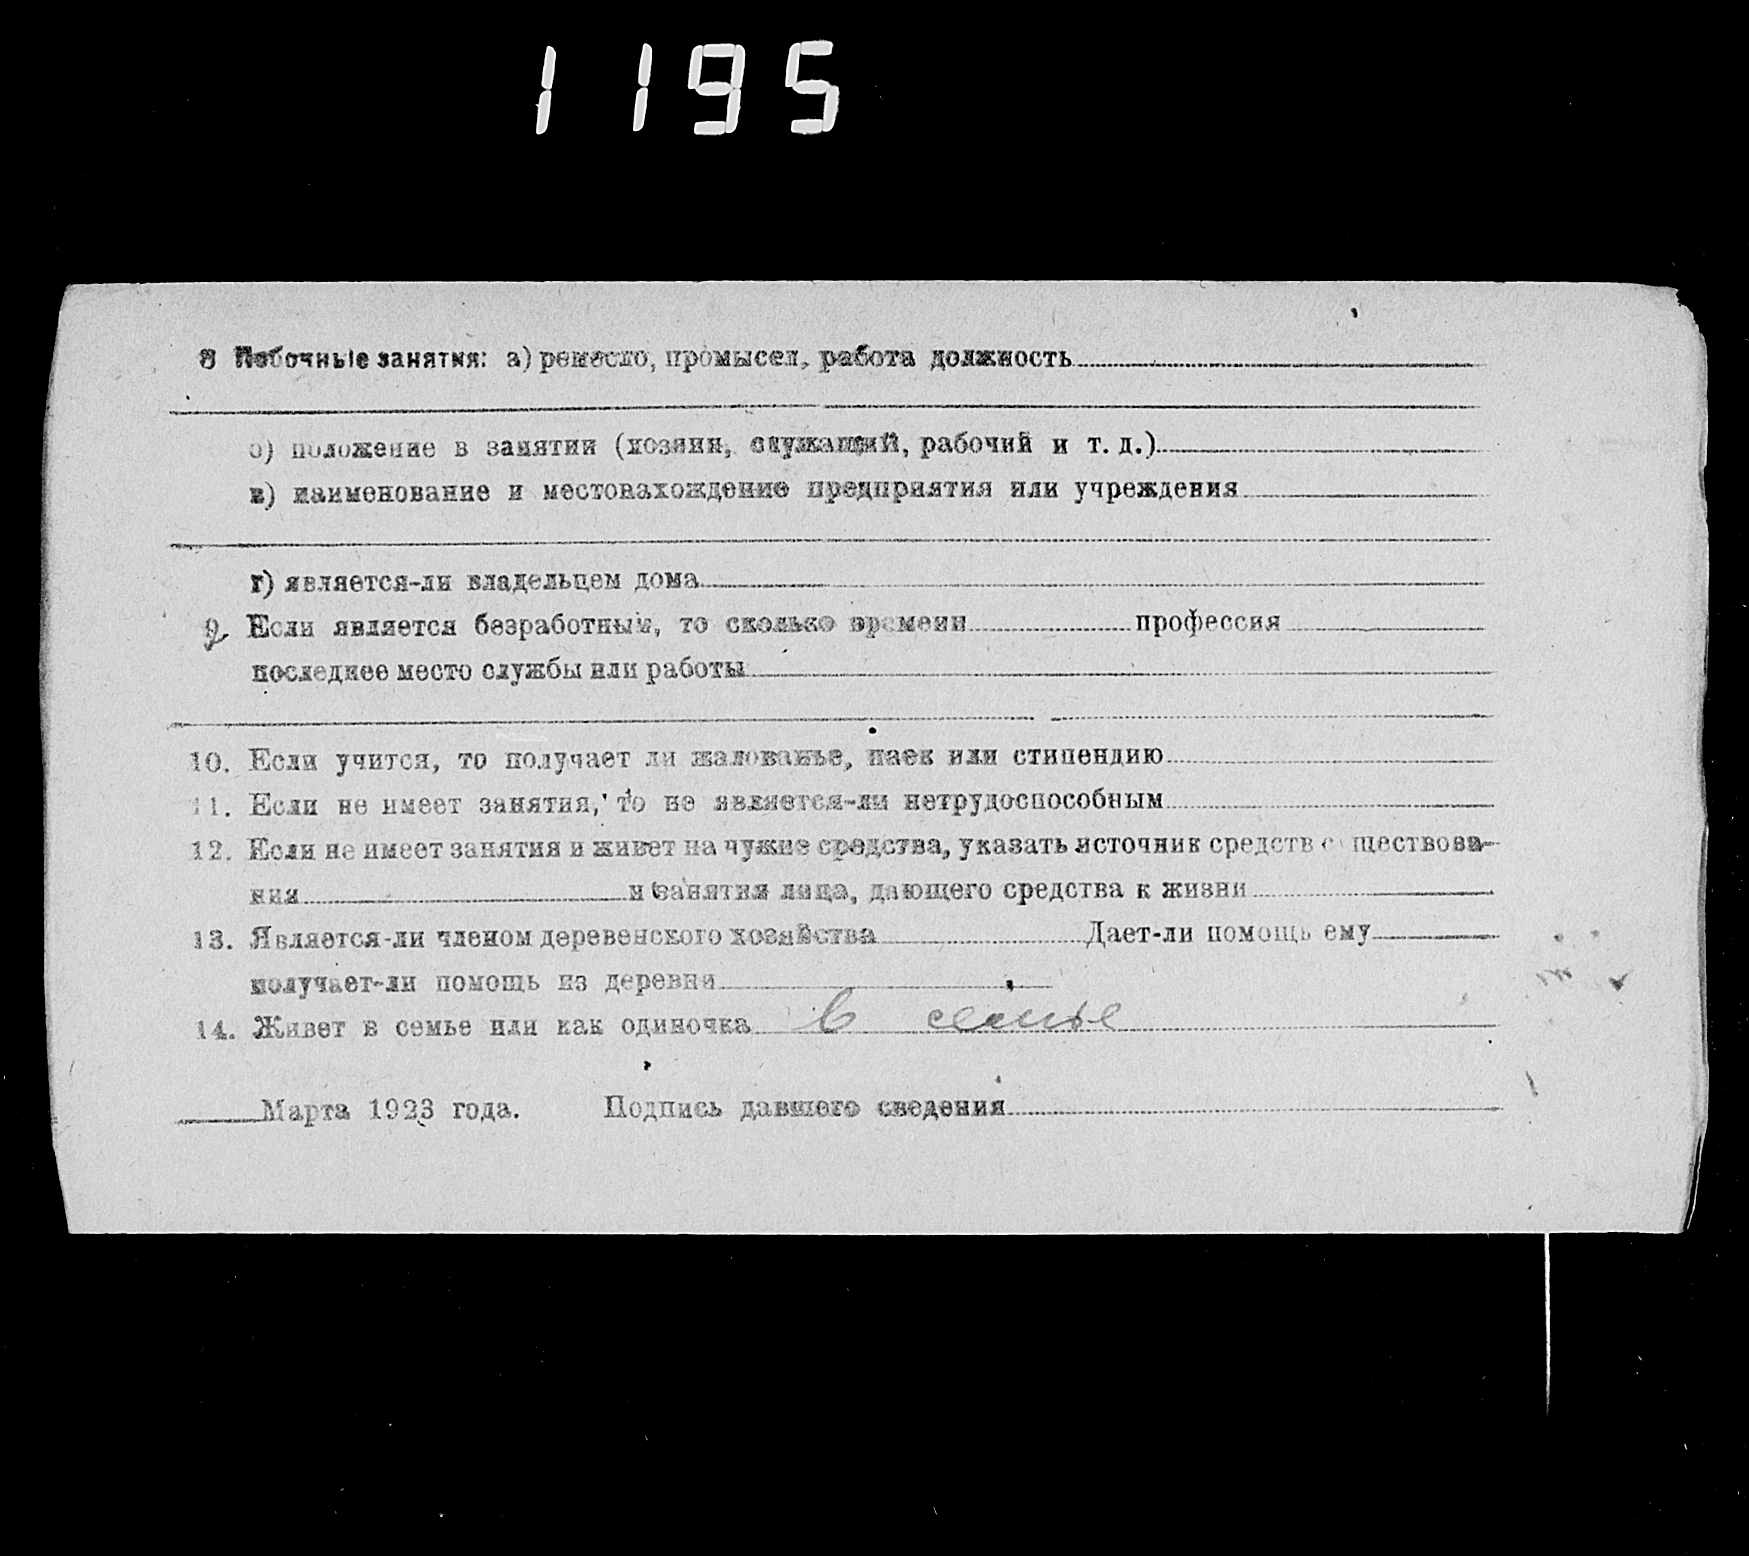 1195
8 Побочные занятия: а) ремесло, промысел, работа должность
б) положение в занятии (хозяин, служащий, рабочий и т. д.)
в) наименование и местонахождение предприятия или учреждения
г) является-ли владельцем дома
9 Если является безработным, то сколько времени профессия
последнее место службы или работы
10. Если учится, то получает ли жалованье, паек или стипендию
11. Если не имеет занятия, то не является-ли нетрудоспособным
12. Если не имеет занятия и живет на чужие средства, указать источник средств существова-
ния и занятия лица, дающего средства к жизни
13. Является-ли членом деревенского хозяйства Дает-ли помощь ему
получает-ли помощь из деревни
14. Живет в семье или как одиночка в семье
Марта 1923 года. Подпись давшего сведения